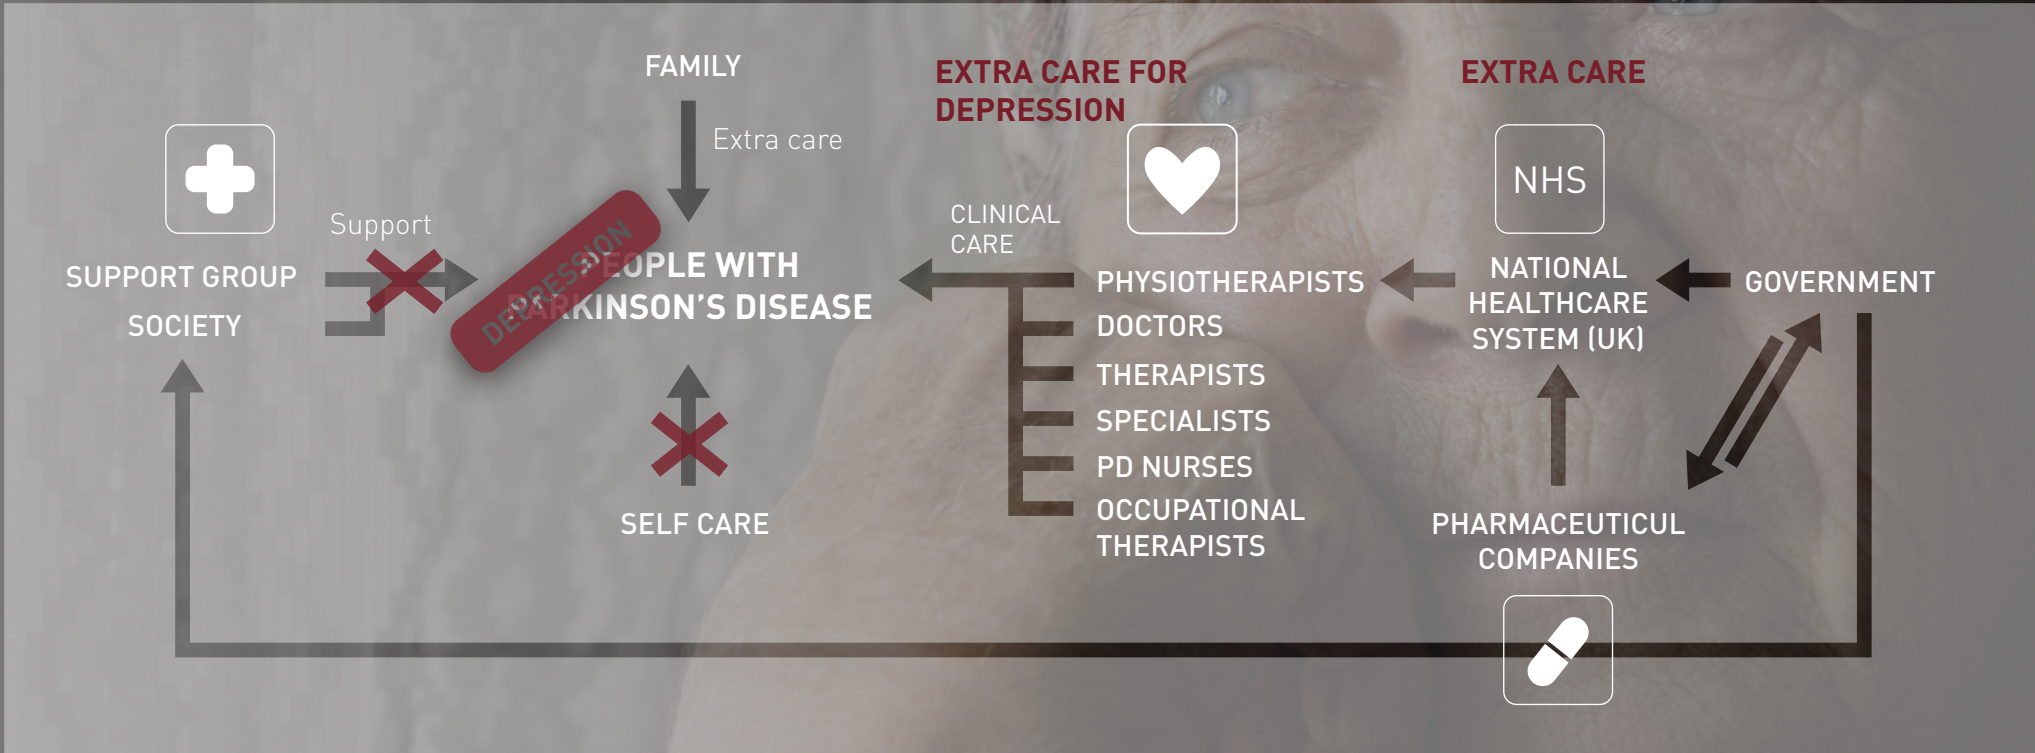 FAMILY
Extra care
EXTRA CARE FOR
DEPRESSION
EXTRA CARE
NHS
Support
CLINICAL
CARE
SUPPORT GROUP
SOCIETY
DEPRESSION
PEOPLE WITH
PARKINSON'S DISEASE
PHYSIOTHERAPISTS
DOCTORS
THERAPISTS
SPECIALISTS
PD NURSES
OCCUPATIONAL
THERAPISTS
NATIONAL
HEALTHCARE
SYSTEM (UK)
GOVERNMENT
SELF CARE
PHARMACEUTICUL
COMPANIES